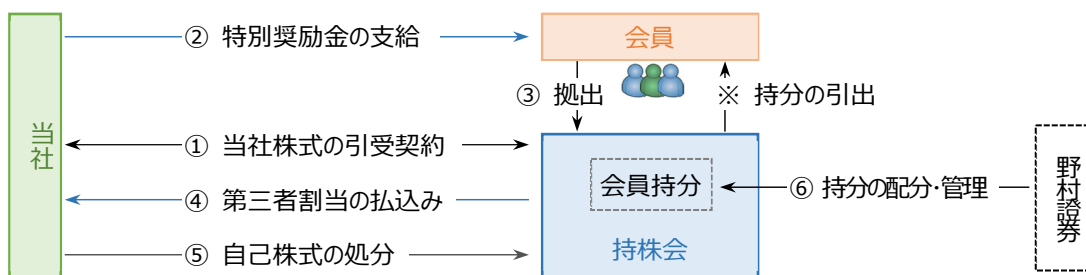 ② 特別奨励金の支給
会員
③ 拠出
※ 持分の引出
当社
① 当社株式の引受契約
会員持分
④ 第三者割当の払込み
⑥ 持分の配分・管理
野村證券
⑤ 自己株式の処分
持株会